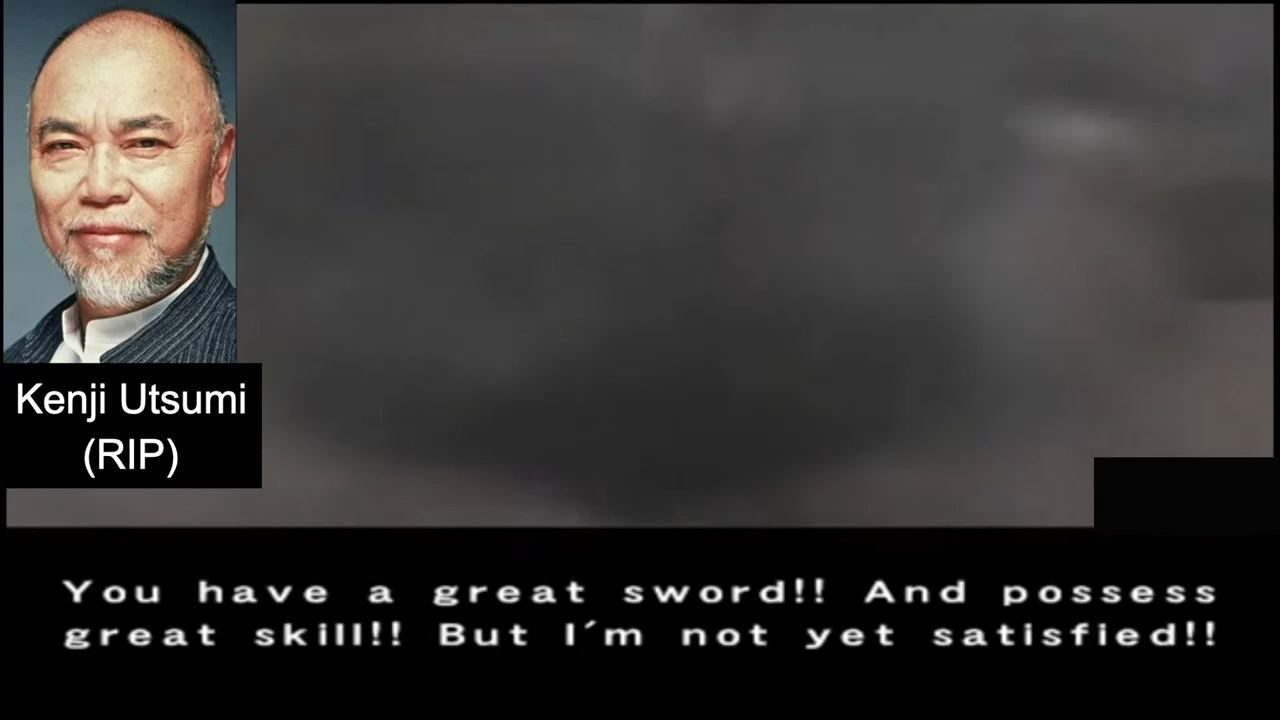 Kenji Utsumi
(RIP)
You have a great sword!! And possess
great skill!! But I´m not yet satisfied!!